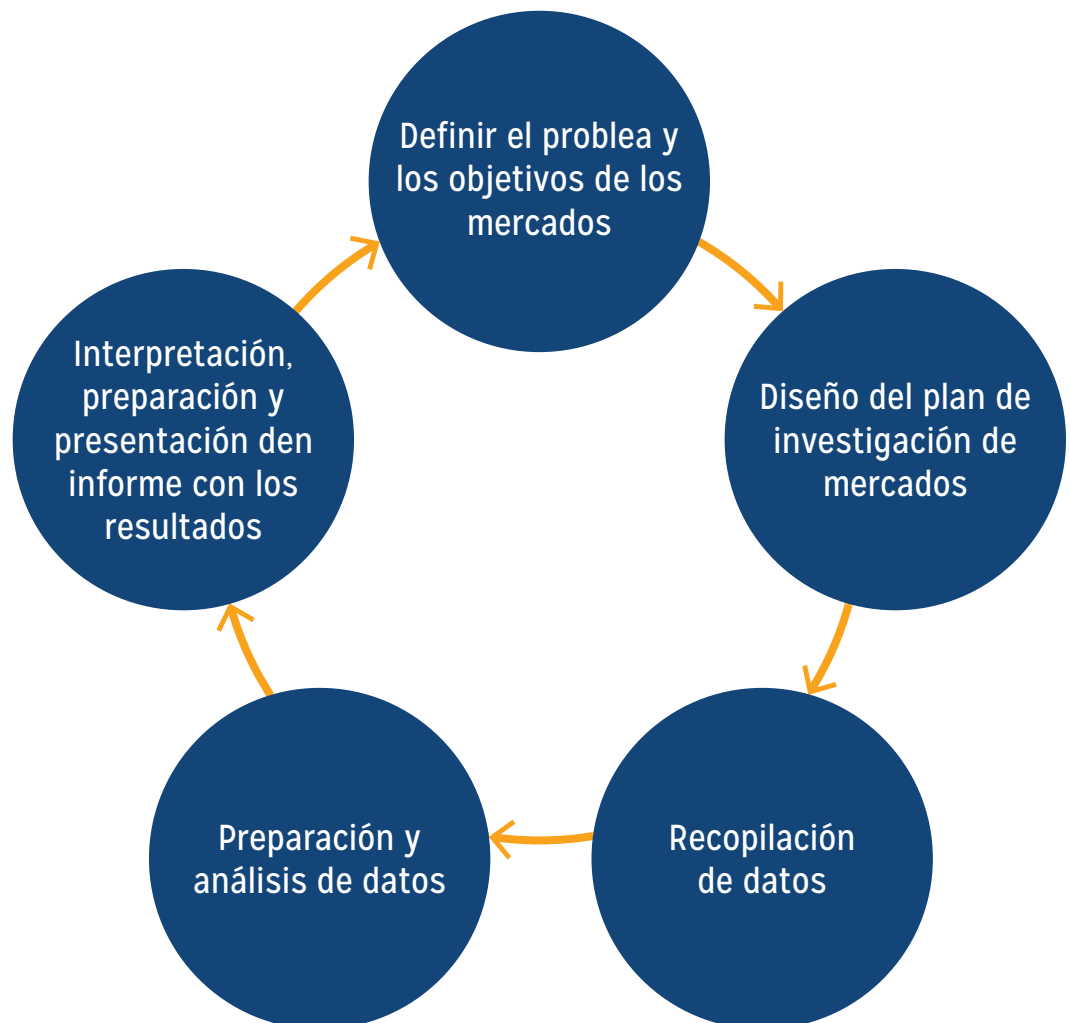 Definir el problea y
los objetivos de los
mercados
Diseño del plan de
investigación de
mercados
Recopilación
de datos
Preparación y
análisis de datos
Interpretación,
preparación y
presentación den
informe con los
resultados